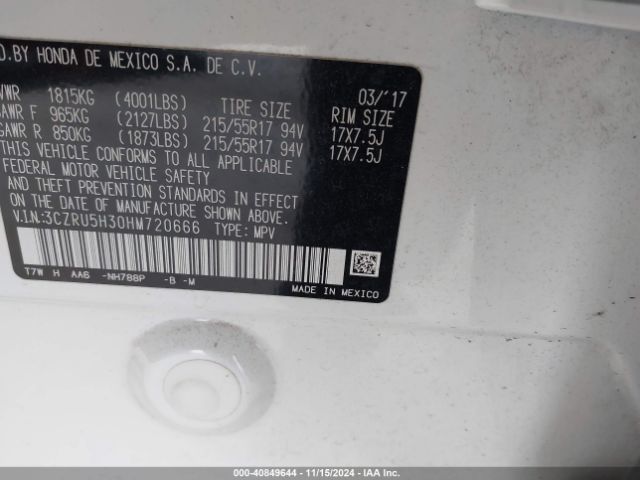 D.BY HONDA DE MEXICO S.A. DE C.V.
VWR 1815KG (4001LBS) TIRE SIZE 03/'17 RIM SIZE
AWR F 965KG (2127LBS) 215/55R17 94V 17X7.5J
GAWR R 850KG (1873LBS) 215/55R17 94V 17X7.5J
THIS VEHICLE CONFORMS TO ALL APPLICABLE
FEDERAL MOTOR VEHICLE SAFETY
AND THEFT PREVENTION STANDARDS IN EFFECT
ON THE DATE OF MANUFACTURE SHOWN ABOVE.
V.I.N:3CZRU5H30HM720666 TYPE: MPV
T7W H AA6 -NH788P -B -M
MADE IN MEXICO
000-40849644 - 11/15/2024 - IAA Inc.